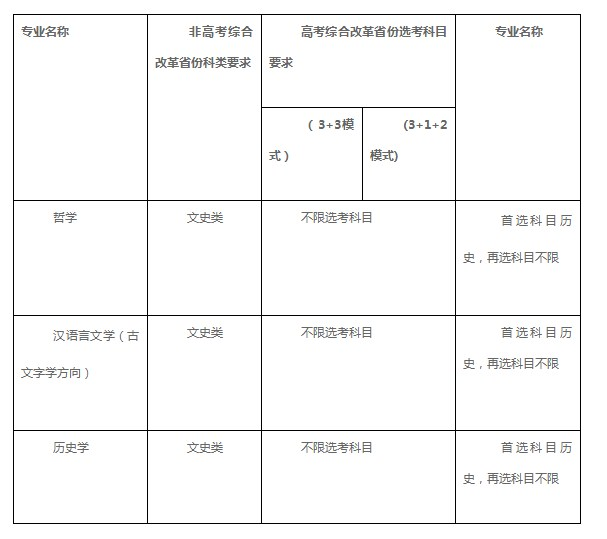 专业名称
非高考综合
改革省份科类要求
高考综合改革省份选考科目
要求
专业名称
（ 3+3模
式）
(3+1+2
模式)
哲学
文史类
不限选考科目
首选科目历
史，再选科目不限
汉语言文学（古
文字学方向）
文史类
不限选考科目
首选科目历
史，再选科目不限
历史学
文史类
不限选考科目
首选科目历
史，再选科目不限